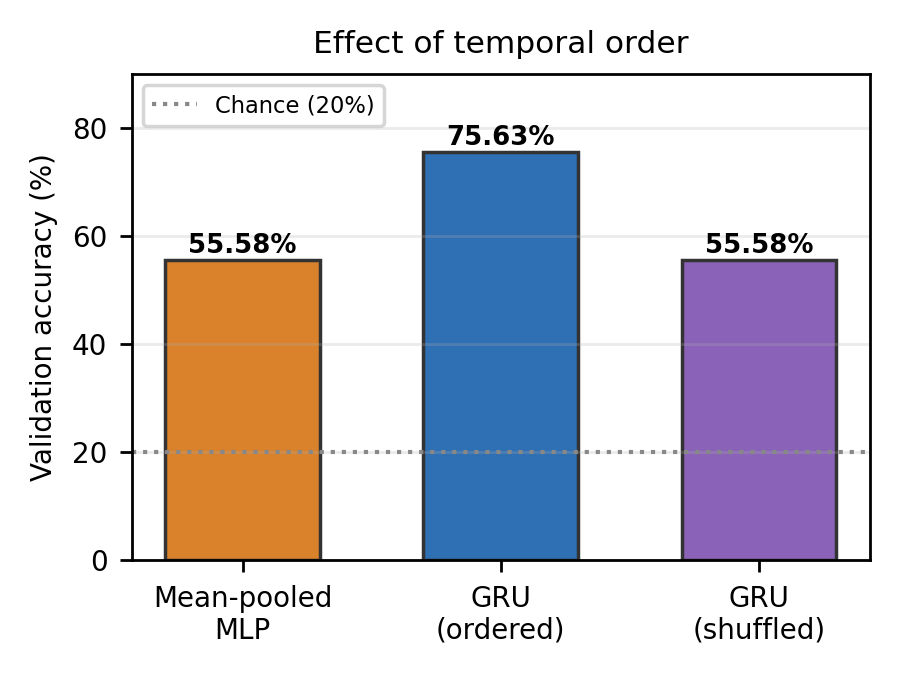 Effect of temporal order
Chance (20%)
Validation accuracy (%)
80
60
40
20
0
55.58%
75.63%
55.58%
Mean-pooled
MLP
GRU
(ordered)
GRU
(shuffled)